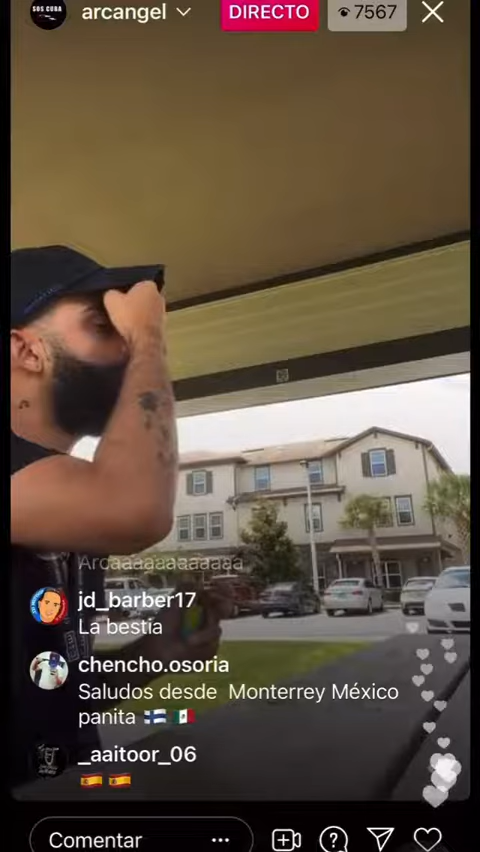 SOS CUBA
arcangel
DIRECTO
7567
Arcaaaaaaaaaaaa
jd_barber17
La bestia
chencho.osoria
Saludos desde Monterrey México
panita 🇫🇮 🇲🇽
_aaitoor_06
🇪🇸 🇪🇸
Comentar